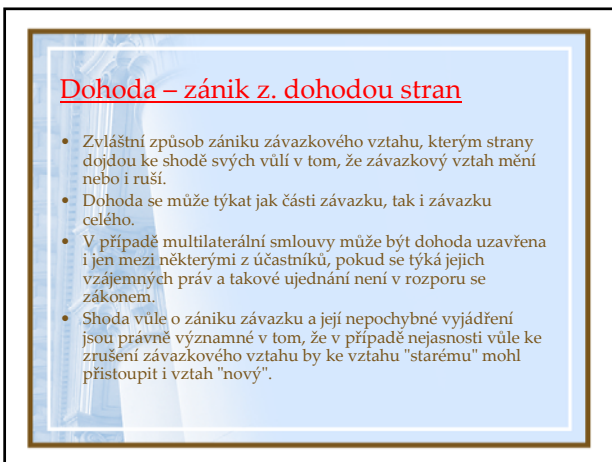 Dohoda – zánik z. dohodou stran
• Zvláštní způsob zániku závazkového vztahu, kterým strany
dojdou ke shodě svých vůlí v tom, že závazkový vztah mění
nebo i ruší.
• Dohoda se může týkat jak části závazku, tak i závazku
celého.
• V případě multilaterální smlouvy může být dohoda uzavřena
i jen mezi některými z účastníků, pokud se týká jejich
vzájemných práv a takové ujednání není v rozporu se
zákonem.
• Shoda vůle o zániku závazku a její nepochybné vyjádření
jsou právně významné v tom, že v případě nejasnosti vůle ke
zrušení závazkového vztahu by ke vztahu "starému" mohl
přistoupit i vztah "nový".